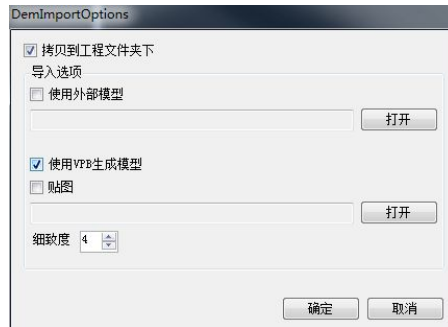 DemImportOptions
拷贝到工程文件夹下
导入选项
使用外部模型
打开
使用VPB生成模型
贴图
打开
细致度 4
确定 取消